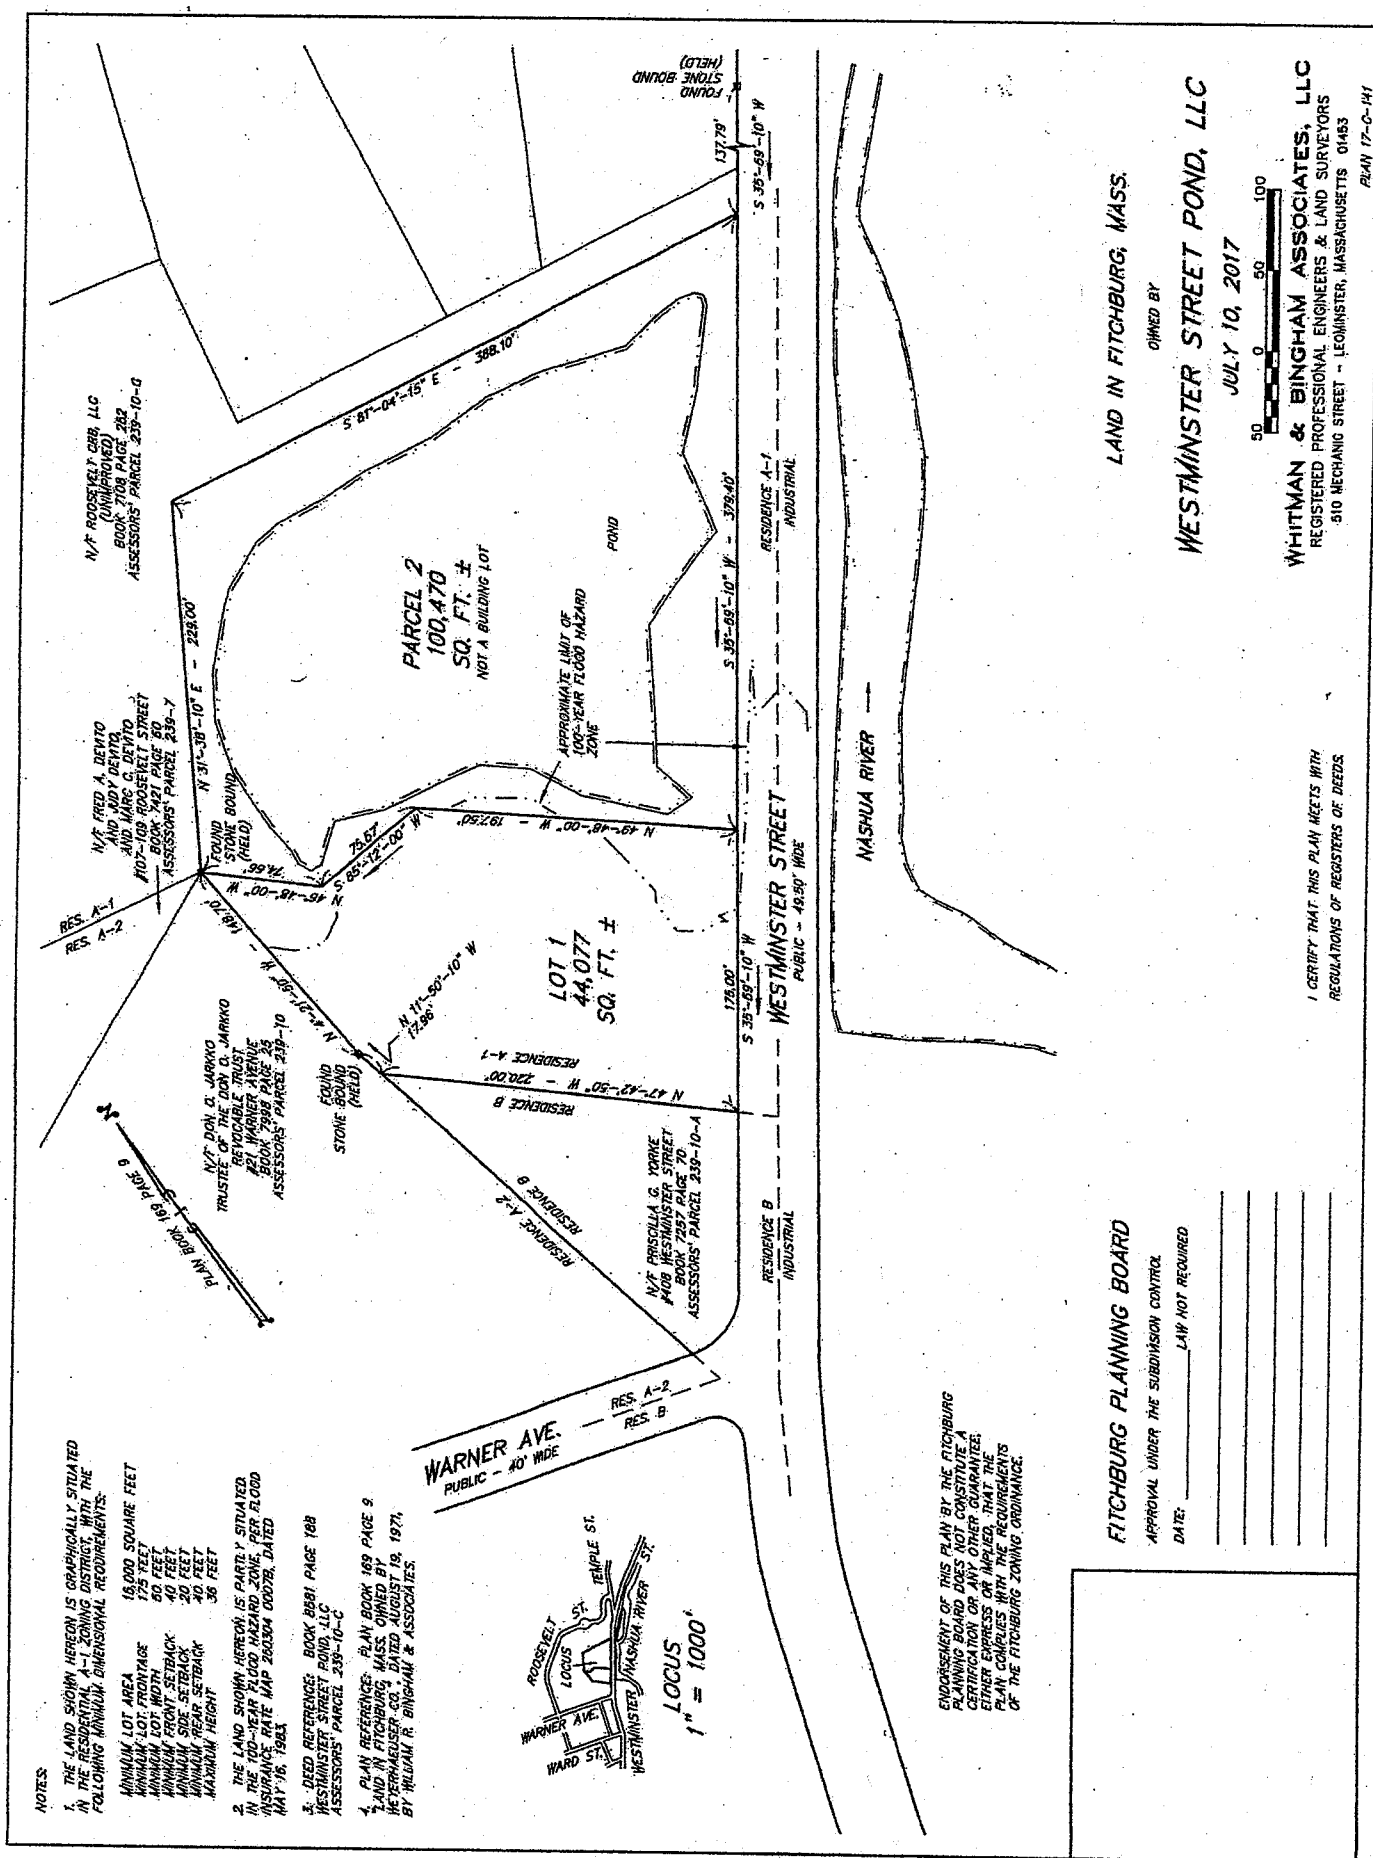 NOTES:
1. THE LAND SHOWN HEREON IS GRAPHICALLY SITUATED
IN THE RESIDENTIAL A-1 ZONING DISTRICT, WITH THE
FOLLOWING MINIMUM DIMENSIONAL REQUIREMENTS:
MINIMUM LOT AREA 15,000 SQUARE FEET
MINIMUM LOT FRONTAGE 175 FEET
MINIMUM LOT WIDTH 50 FEET
MINIMUM FRONT SETBACK 40 FEET
MINIMUM SIDE SETBACK 20 FEET
MINIMUM REAR SETBACK 40 FEET
MAXIMUM HEIGHT 36 FEET
2. THE LAND SHOWN HEREON IS PARTLY SITUATED
IN THE 100-YEAR FLOOD HAZARD ZONE, PER FLOOD
INSURANCE RATE MAP 250304 0007B, DATED
MAY 16, 1983.
3. DEED REFERENCE: BOOK 8581 PAGE 188
WESTMINSTER STREET POND, LLC
ASSESSORS' PARCEL 239-10-C
4. PLAN REFERENCE: PLAN BOOK 169 PAGE 9
"LAND IN FITCHBURG, MASS. OWNED BY
WEYERHAEUSER CO.", DATED AUGUST 19, 1971,
BY WILLIAM R. BINGHAM & ASSOCIATES.
PLAN BOOK 169 PAGE 9
N
RES. A-1
RES. A-2
N/F DON O. JARKKO
TRUSTEE OF THE DON O. JARKKO
REVOCABLE TRUST
#21 WARNER AVENUE
BOOK 7998 PAGE 25
ASSESSORS' PARCEL 239-10
N/F FRED A. DEVITO
AND JUDY DEVITO,
AND MARC G. DEVITO
#107-109 ROOSEVELT STREET
BOOK 7421 PAGE 60
ASSESSORS' PARCEL 239-7
N/F ROOSEVELT QRB, LLC
(UNIMPROVED)
BOOK 7108 PAGE 282
ASSESSORS' PARCEL 239-10-G
FOUND
STONE BOUND
(HELD)
FOUND
STONE BOUND
(HELD)
FOUND
STONE BOUND
(HELD)
N 4°-21'-50" W - 148.70'
N 46°-48'-00" W
74.66'
S 85°-12'-00" W
75.67'
N 31°-38'-10" E - 229.00'
S 81°-04'-15" E - 388.10'
N 11°-50'-10" W
17.96'
N 49°-48'-00" W - 197.50'
N 47°-42'-50" W - 220.00'
RESIDENCE A-1
RESIDENCE B
RESIDENCE A-2
RESIDENCE B
LOT 1
44,077
SQ. FT. ±
PARCEL 2
100,470
SQ. FT. ±
NOT A BUILDING LOT
POND
APPROXIMATE LIMIT OF
100-YEAR FLOOD HAZARD
ZONE
N/F PRISCILLA G. YORKE
#408 WESTMINSTER STREET
BOOK 7257 PAGE 70
ASSESSORS' PARCEL 239-10-A
175.00'
S 35°-59'-10" W
S 35°-59'-10" W - 379.40'
137.79'
S 35°-59'-10" W
WARNER AVE.
PUBLIC - 40' WIDE
RES. A-2
RES. B
RESIDENCE B
INDUSTRIAL
RESIDENCE A-1
INDUSTRIAL
WESTMINSTER STREET
PUBLIC - 49.50' WIDE
NASHUA RIVER
ROOSEVELT ST.
LOCUS
TEMPLE ST.
WARNER AVE.
WARD ST.
WESTMINSTER ST.
NASHUA RIVER
LOCUS
1" = 1000'
ENDORSEMENT OF THIS PLAN BY THE FITCHBURG
PLANNING BOARD DOES NOT CONSTITUTE A
CERTIFICATION OR ANY OTHER GUARANTEE,
EITHER EXPRESS OR IMPLIED, THAT THE
PLAN COMPLIES WITH THE REQUIREMENTS
OF THE FITCHBURG ZONING ORDINANCE.
FITCHBURG PLANNING BOARD
APPROVAL UNDER THE SUBDIVISION CONTROL
LAW NOT REQUIRED
DATE:
I CERTIFY THAT THIS PLAN MEETS WITH
REGULATIONS OF REGISTERS OF DEEDS.
LAND IN FITCHBURG, MASS.
OWNED BY
WESTMINSTER STREET POND, LLC
JULY 10, 2017
50 0 50 100
WHITMAN & BINGHAM ASSOCIATES, LLC
REGISTERED PROFESSIONAL ENGINEERS & LAND SURVEYORS
510 MECHANIC STREET - LEOMINSTER, MASSACHUSETTS 01453
PLAN 17-C-141